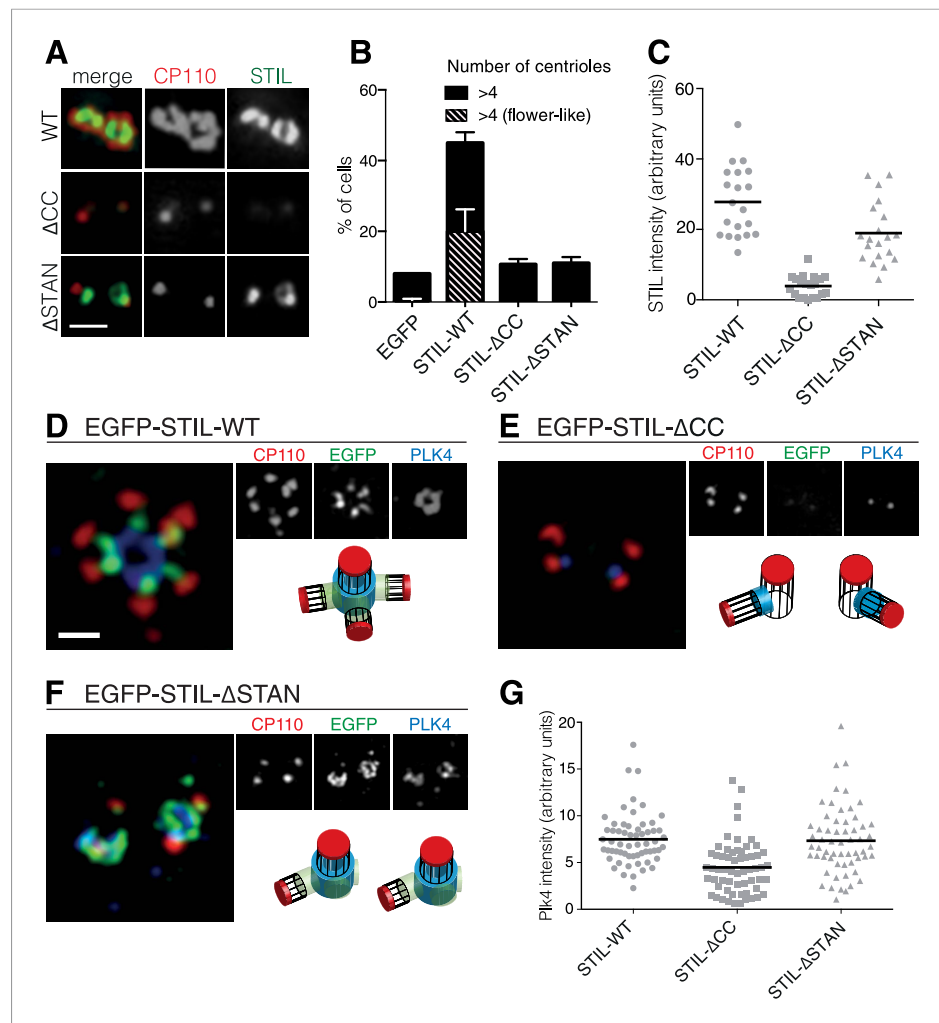 A
merge CP110 STIL
WT
ΔCC
ΔSTAN
B
Number of centrioles
>4
>4 (flower-like)
% of cells
60
40
20
0
EGFP
STIL-WT
STIL-ΔCC
STIL-ΔSTAN
C
STIL intensity (arbitrary units)
60
40
20
0
STIL-WT
STIL-ΔCC
STIL-ΔSTAN
D EGFP-STIL-WT
CP110 EGFP PLK4
E EGFP-STIL-ΔCC
CP110 EGFP PLK4
F EGFP-STIL-ΔSTAN
CP110 EGFP PLK4
G
Plk4 intensity (arbitrary units)
20
15
10
5
0
STIL-WT
STIL-ΔCC
STIL-ΔSTAN